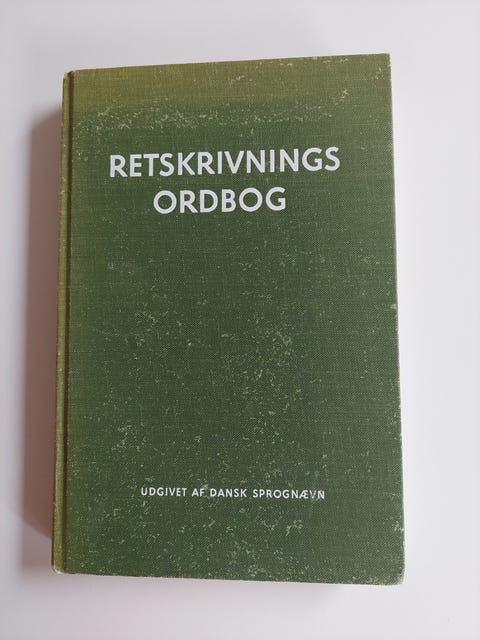 RETSKRIVNINGS
ORDBOG
UDGIVET AF DANSK SPROGNÆVN